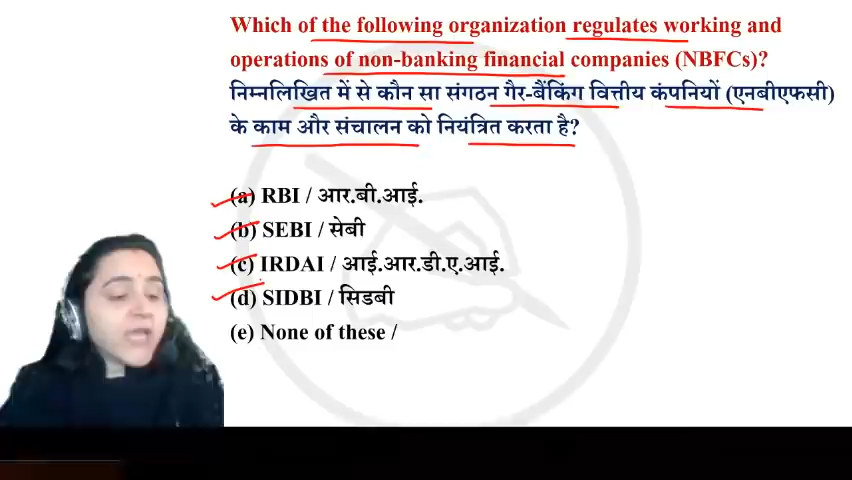 Which of the following organization regulates working and
operations of non-banking financial companies (NBFCs)?
निम्नलिखित में से कौन सा संगठन गैर-बैंकिंग वित्तीय कंपनियों (एनबीएफसी)
के काम और संचालन को नियंत्रित करता है?
(a) RBI / आर.बी.आई.
(b) SEBI / सेबी
(c) IRDAI / आई.आर.डी.ए.आई.
(d) SIDBI / सिडबी
(e) None of these /